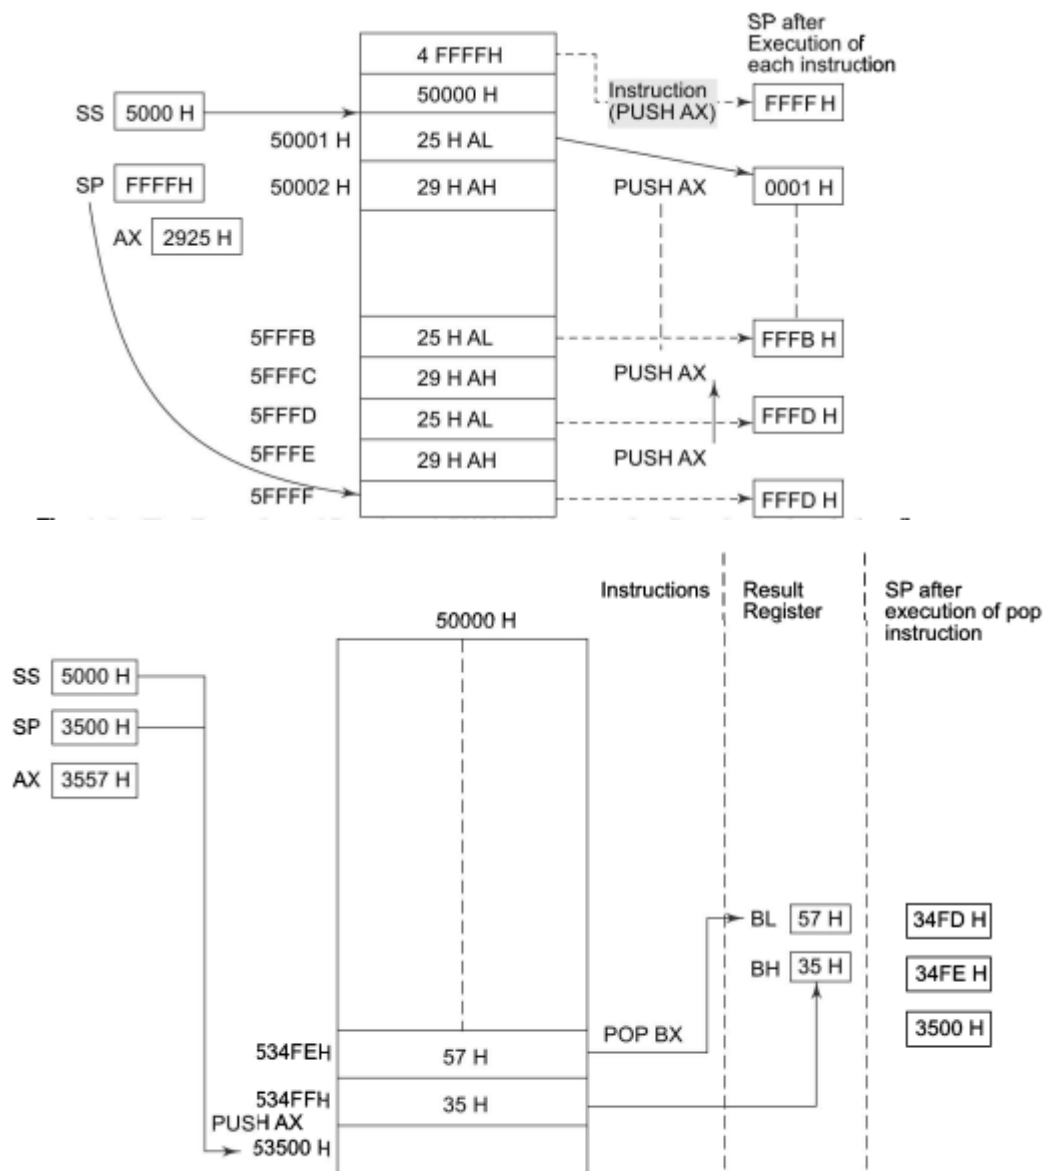 SP after
Execution of
each instruction
4 FFFFH
Instruction
(PUSH AX)
FFFF H
50000 H
SS 5000 H
50001 H 25 H AL
SP FFFFH
50002 H 29 H AH
PUSH AX
0001 H
AX 2925 H
5FFFB 25 H AL FFFB H
5FFFC 29 H AH PUSH AX
5FFFD 25 H AL FFFD H
5FFFE 29 H AH PUSH AX
5FFFF FFFD H
Instructions
Result
Register
SP after
execution of pop
instruction
50000 H
SS 5000 H
SP 3500 H
AX 3557 H
BL 57 H 34FD H
BH 35 H 34FE H
3500 H
POP BX
534FEH 57 H
534FFH 35 H
PUSH AX
53500 H